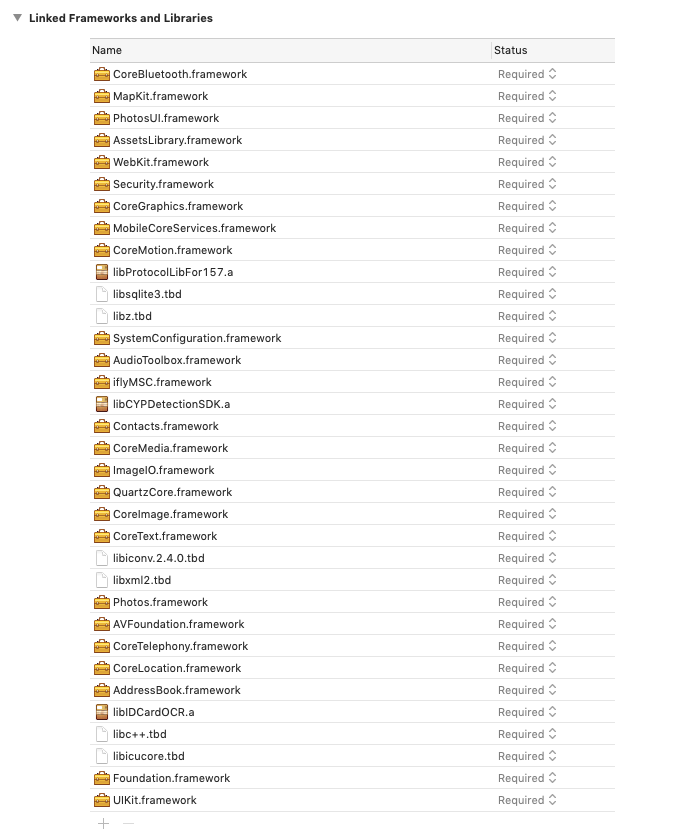 Linked Frameworks and Libraries
Name Status
CoreBluetooth.framework Required
MapKit.framework Required
PhotosUI.framework Required
AssetsLibrary.framework Required
WebKit.framework Required
Security.framework Required
CoreGraphics.framework Required
MobileCoreServices.framework Required
CoreMotion.framework Required
libProtocolLibFor157.a Required
libsqlite3.tbd Required
libz.tbd Required
SystemConfiguration.framework Required
AudioToolbox.framework Required
iflyMSC.framework Required
libCYPDetectionSDK.a Required
Contacts.framework Required
CoreMedia.framework Required
ImageIO.framework Required
QuartzCore.framework Required
CoreImage.framework Required
CoreText.framework Required
libiconv.2.4.0.tbd Required
libxml2.tbd Required
Photos.framework Required
AVFoundation.framework Required
CoreTelephony.framework Required
CoreLocation.framework Required
AddressBook.framework Required
libIDCardOCR.a Required
libc++.tbd Required
libicucore.tbd Required
Foundation.framework Required
UIKit.framework Required